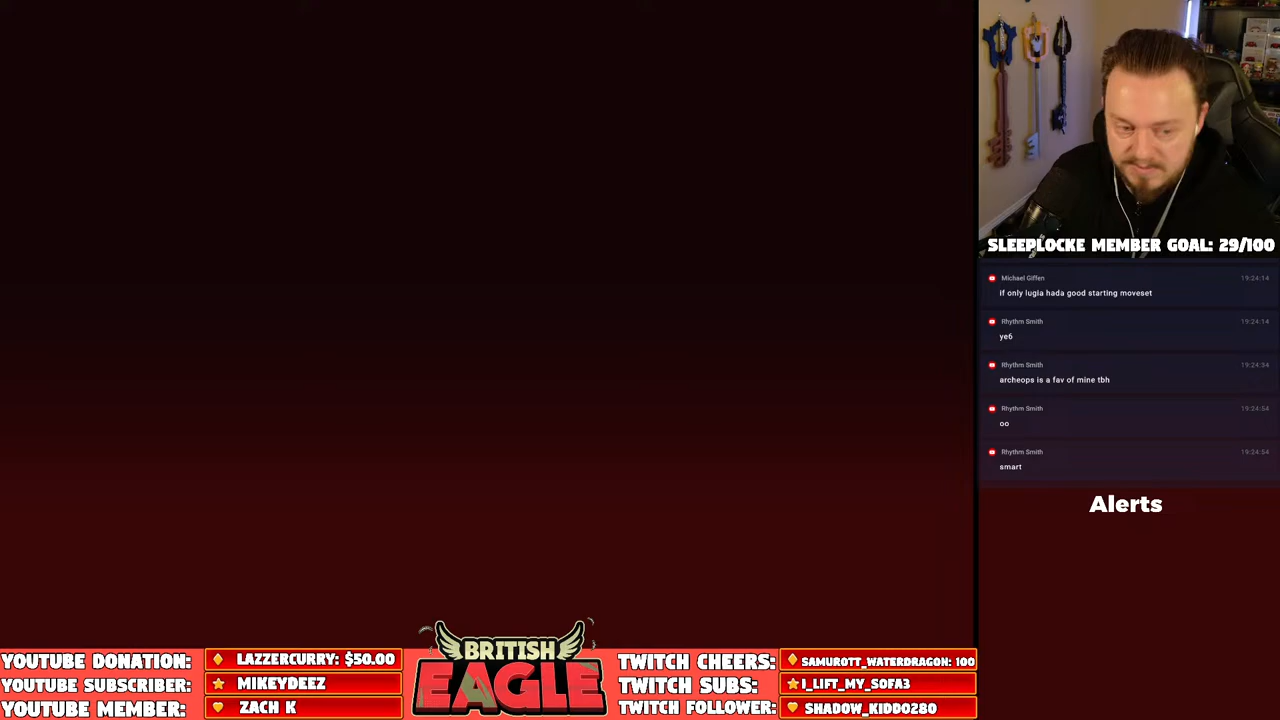 SLEEPLOCKE MEMBER GOAL: 29/100
Michael Giffen 19:24:14
if only lugia hada good starting moveset
Rhythm Smith 19:24:14
ye6
Rhythm Smith 19:24:34
archeops is a fav of mine tbh
Rhythm Smith 19:24:54
oo
Rhythm Smith 19:24:54
smart
Alerts
YOUTUBE DONATION: LAZZERCURRY: $50.00
YOUTUBE SUBSCRIBER: MIKEYDEEZ
YOUTUBE MEMBER: ZACH K
BRITISH
EAGLE
TWITCH CHEERS: SAMUROTT_WATERDRAGON: 100
TWITCH SUBS: I_LIFT_MY_SOFA3
TWITCH FOLLOWER: SHADOW_KIDD0280